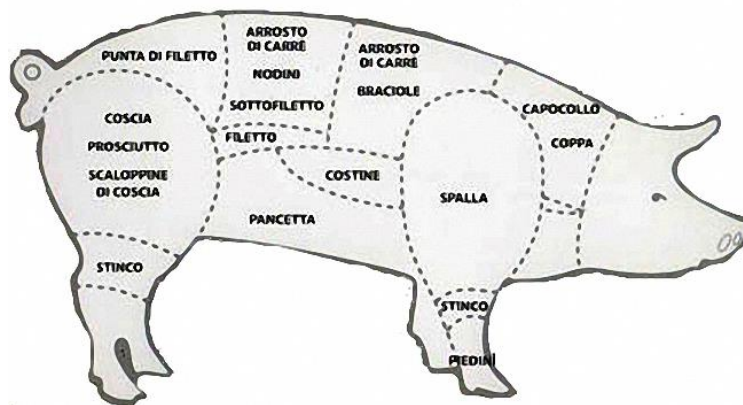 PUNTA DI FILETTO
ARROSTO
DI CARRÈ
NODINI
SOTTOFILETTO
ARROSTO
DI CARRÈ
BRACIOLE
CAPOCOLLO
COPPA
COSCIA
PROSCIUTTO
SCALOPPINE
DI COSCIA
FILETTO
COSTINE
SPALLA
PANCETTA
STINCO
STINCO
PIEDINI